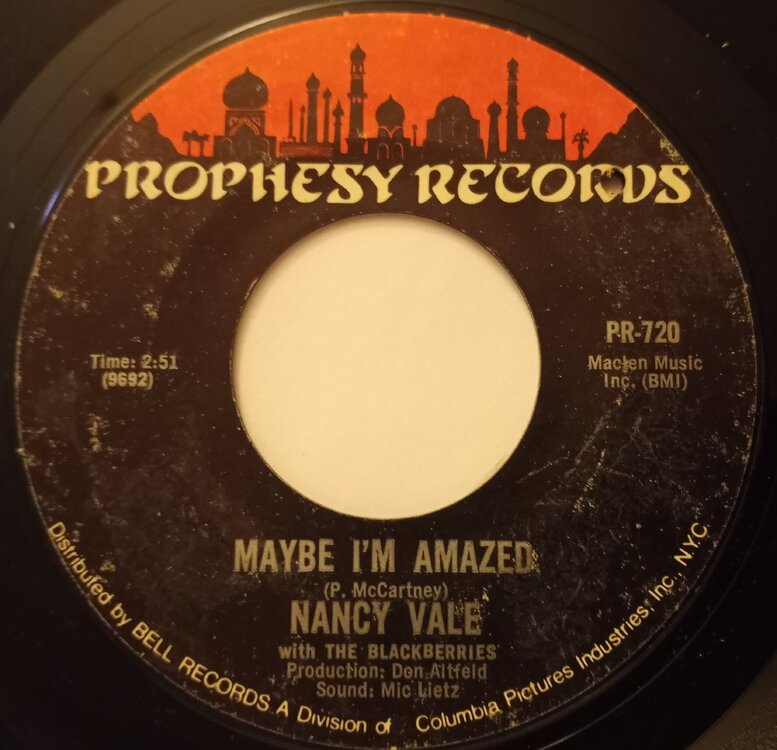 PROPHESY RECORDS
PR-720
Time: 2:51
(9692)
Maclen Music
Inc. (BMI)
MAYBE I'M AMAZED
(P. McCartney)
NANCY VALE
with THE BLACKBERRIES
Production: Don Altfeld
Sound: Mic Lietz
Distributed by BELL RECORDS A Division of Columbia Pictures Industries, Inc., N.Y.C.